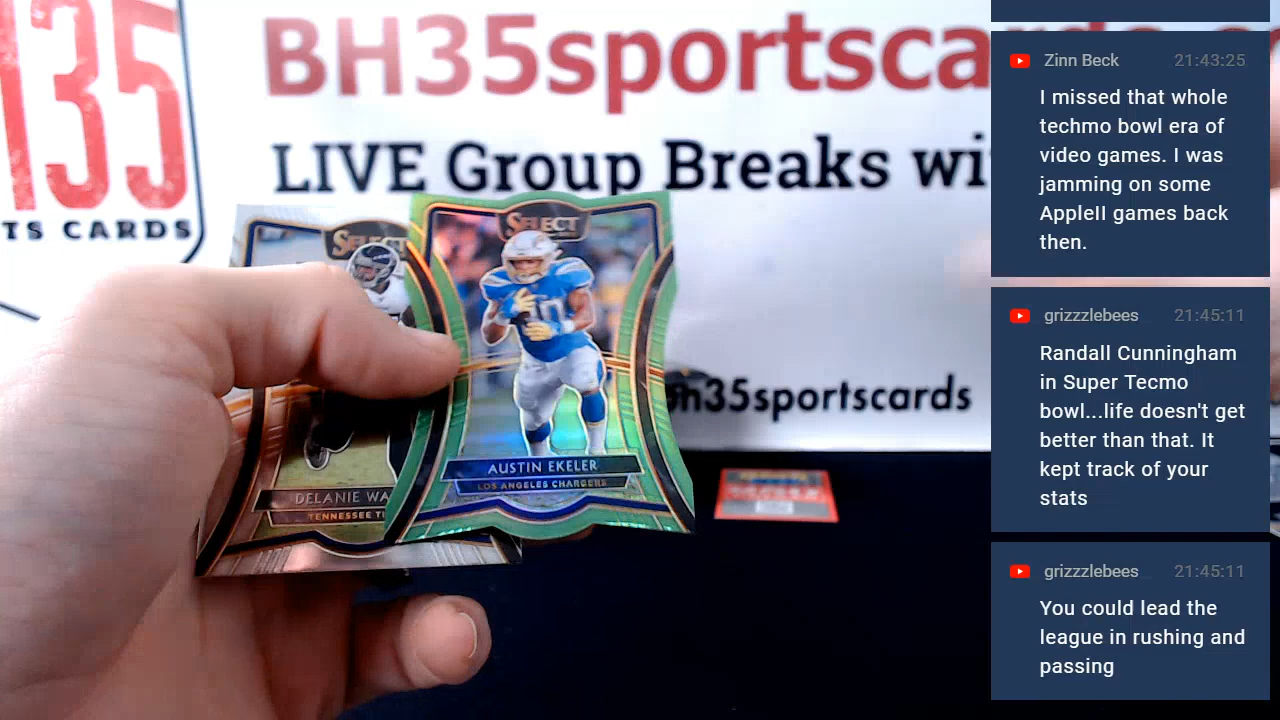 135
TS CARDS
BH35sportsca
LIVE Group Breaks wi
h35sportscards
SELECT
SELECT
AUSTIN EKELER
LOS ANGELES CHARGERS
DELANIE WA
TENNESSEE TI
Zinn Beck 21:43:25
I missed that whole
techmo bowl era of
video games. I was
jamming on some
AppleII games back
then.
grizzzlebees 21:45:11
Randall Cunningham
in Super Tecmo
bowl...life doesn't get
better than that. It
kept track of your
stats
grizzzlebees 21:45:11
You could lead the
league in rushing and
passing